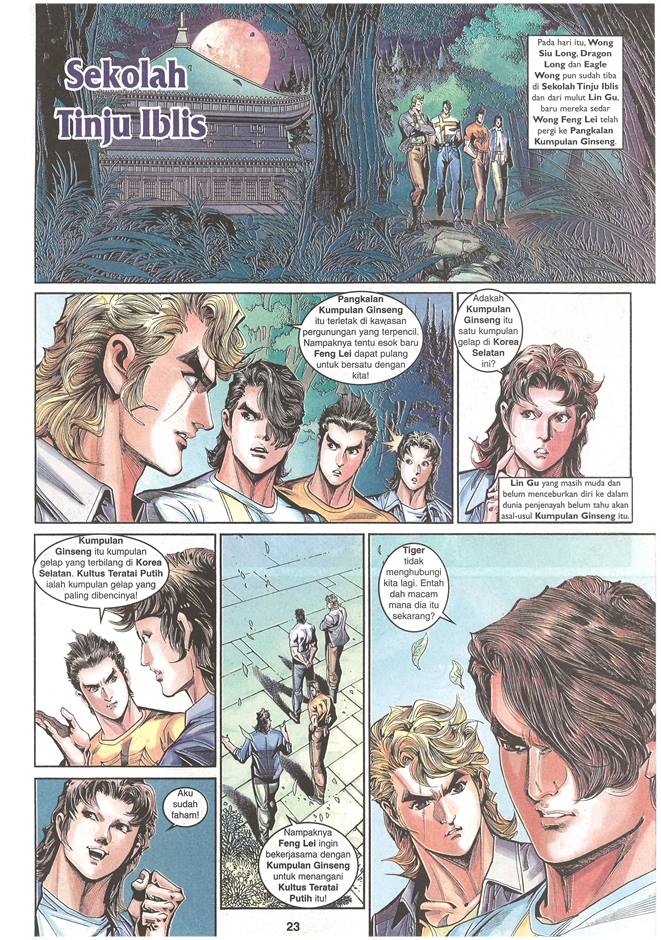 Sekolah
Tinju Iblis
Pada hari itu, Wong
Siu Long, Dragon
Long dan Eagle
Wong pun sudah tiba
di Sekolah Tinju Iblis
dan dari mulut Lin Gu,
baru mereka sedar
Wong Feng Lei telah
pergi ke Pangkalan
Kumpulan Ginseng.
Pangkalan
Kumpulan Ginseng
itu terletak di kawasan
pergunungan yang terpencil.
Nampaknya tentu esok baru
Feng Lei dapat pulang
untuk bersatu dengan
kita!
Adakah
Kumpulan
Ginseng itu
satu kumpulan
gelap di Korea
Selatan
ini?
Lin Gu yang masih muda dan
belum menceburkan diri ke dalam
dunia penjenayah belum tahu akan
asal-usul Kumpulan Ginseng itu.
Kumpulan
Ginseng itu kumpulan
gelap yang terbilang di Korea
Selatan. Kultus Teratai Putih
ialah kumpulan gelap yang
paling dibencinya!
Aku
sudah
faham!
Nampaknya
Feng Lei ingin
bekerjasama dengan
Kumpulan Ginseng
untuk menangani
Kultus Teratai
Putih itu!
Tiger
tidak
menghubungi
kita lagi. Entah
dah macam
mana dia itu
sekarang?
23